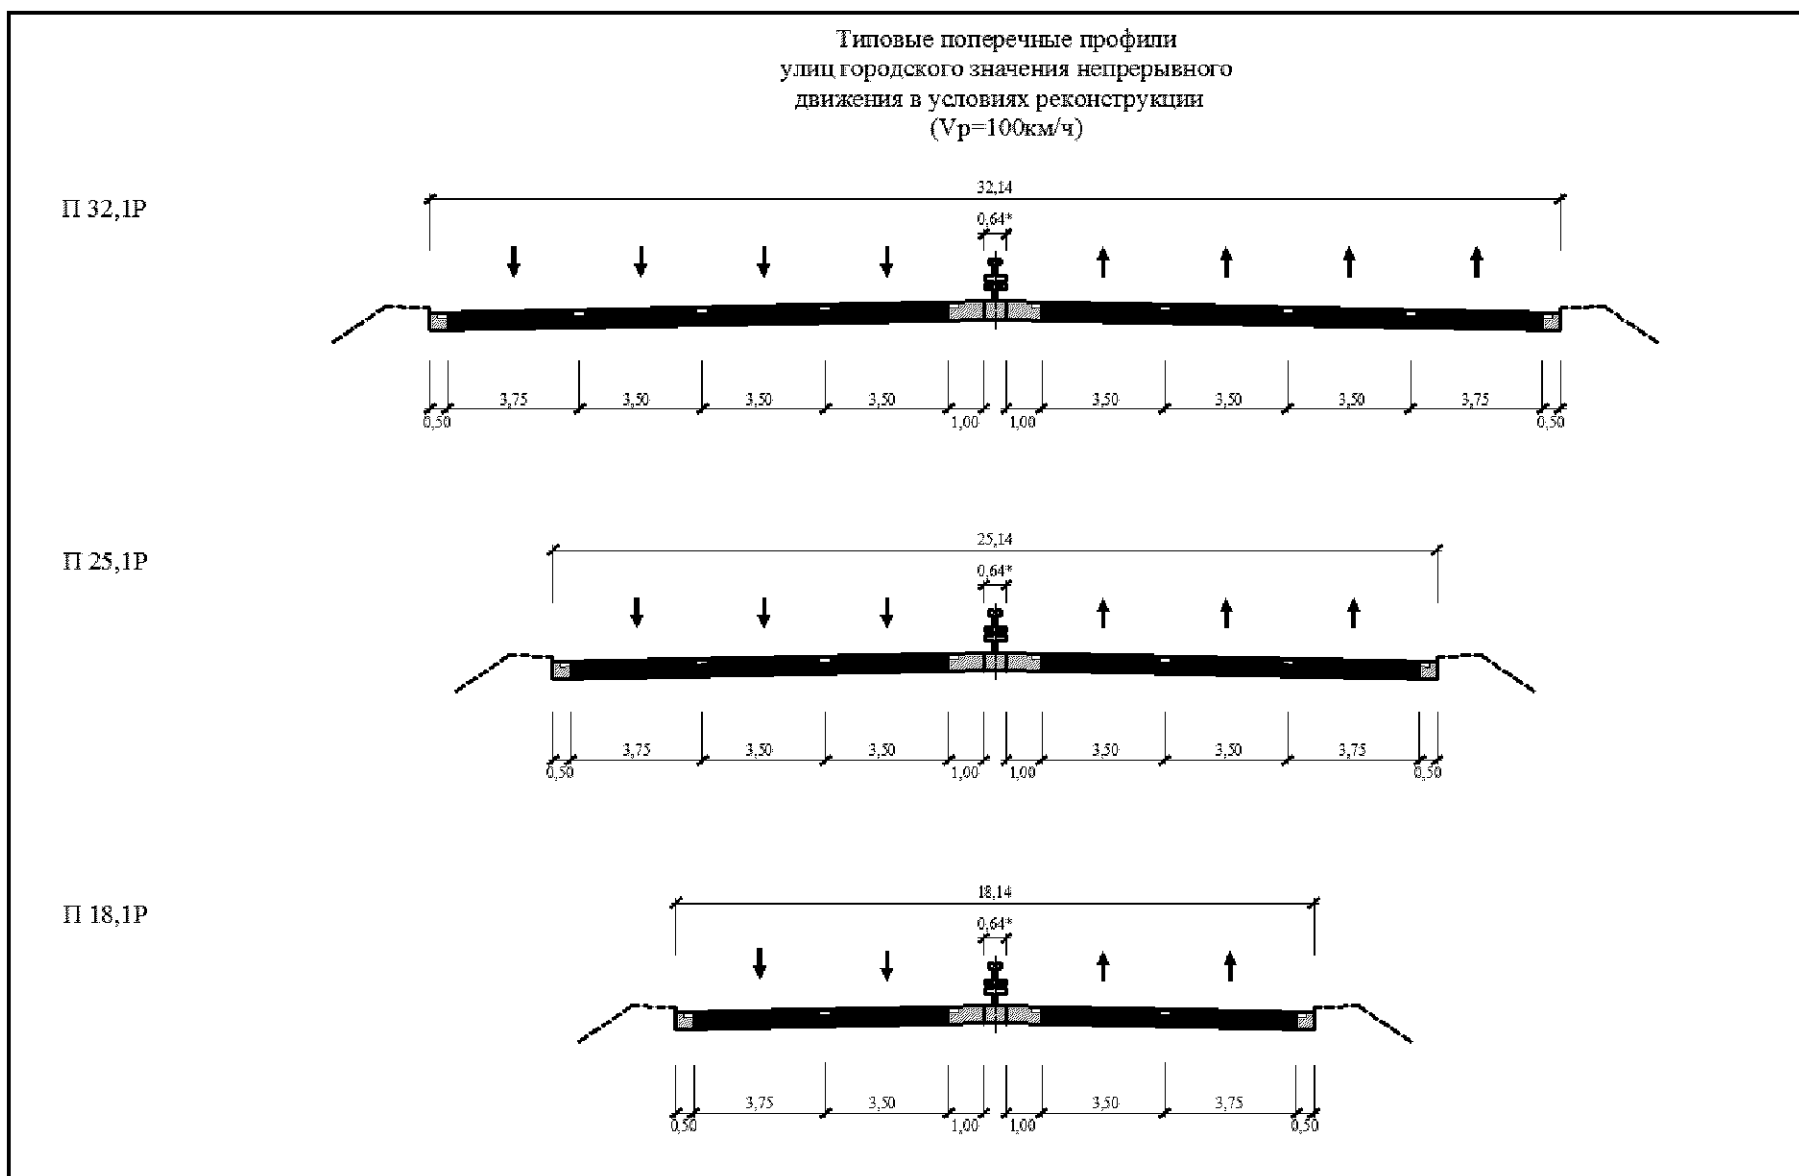 Типовые поперечные профили
улиц городского значения непрерывного
движения в условиях реконструкции
(Vр=100км/ч)
П 32,1Р
32,14
0,64*
3,75 3,50 3,50 3,50 3,50 3,50 3,50 3,75
0,50 1,00 1,00 0,50
П 25,1Р
25,14
0,64*
3,75 3,50 3,50 3,50 3,50 3,75
0,50 1,00 1,00 0,50
П 18,1Р
18,14
0,64*
3,75 3,50 3,50 3,75
0,50 1,00 1,00 0,50